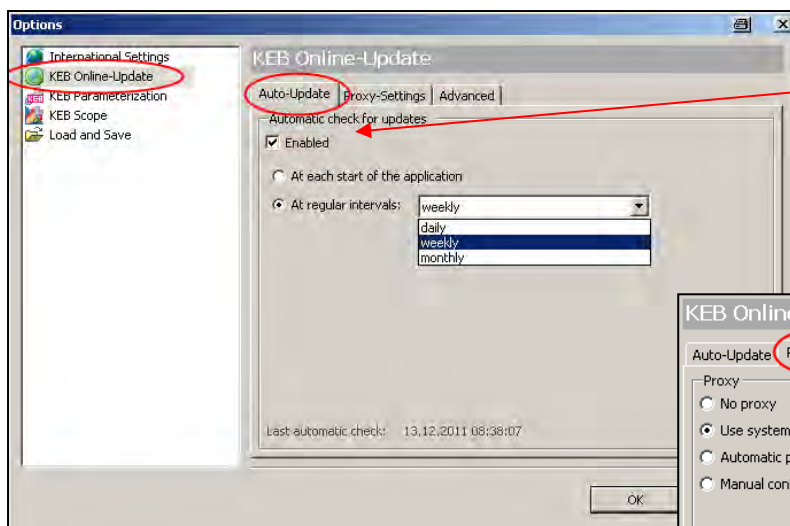 Options
International Settings
KEB Online-Update
KEB Parameterization
KEB Scope
Load and Save
KEB Online-Update
Auto-Update Proxy-Settings Advanced
Automatic check for updates
Enabled
At each start of the application
At regular intervals: weekly
daily
weekly
monthly
Last automatic check: 13.12.2011 08:38:07
OK
KEB Onlin
Auto-Update P
Proxy
No proxy
Use system
Automatic p
Manual con